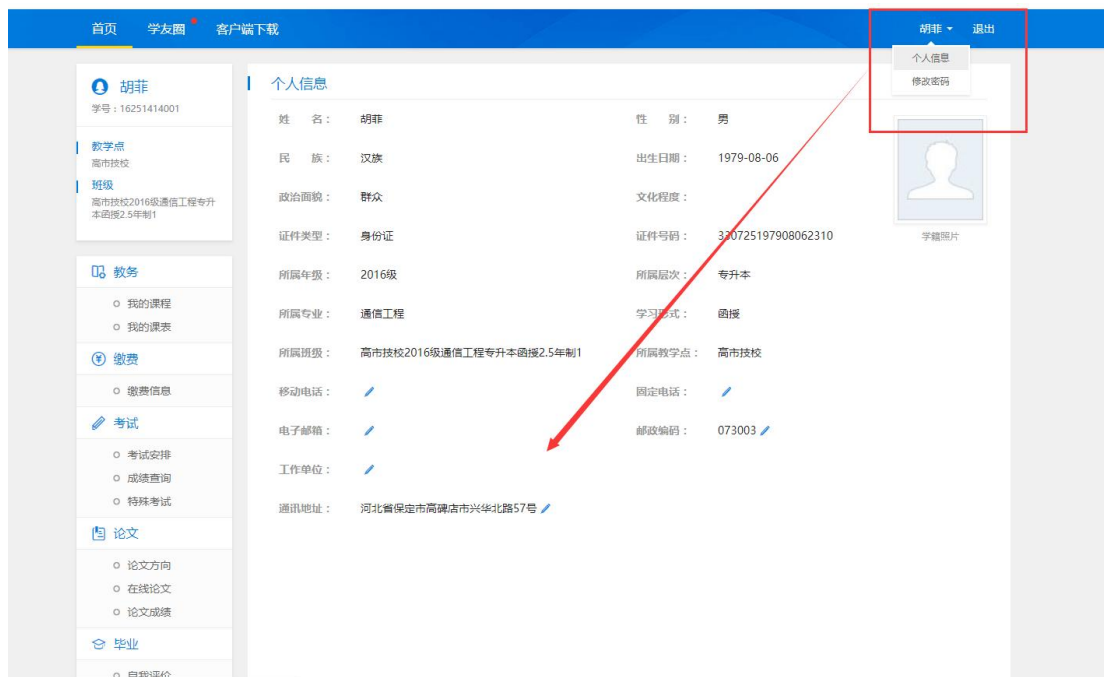 首页 学友圈 客户端下载 胡菲 退出
个人信息
修改密码
胡菲
学号：16251414001
教学点
高市技校
班级
高市技校2016级通信工程专升
本函授2.5年制1
教务
我的课程
我的课表
缴费
缴费信息
考试
考试安排
成绩查询
特殊考试
论文
论文方向
在线论文
论文成绩
毕业
自我评价
个人信息
姓 名： 胡菲 性 别： 男
民 族： 汉族 出生日期： 1979-08-06
政治面貌： 群众 文化程度：
证件类型： 身份证 证件号码： 330725197908062310
所属年级： 2016级 所属层次： 专升本
所属专业： 通信工程 学习形式： 函授
所属班级： 高市技校2016级通信工程专升本函授2.5年制1 所属教学点： 高市技校
移动电话： 固定电话：
电子邮箱： 邮政编码： 073003
工作单位：
通讯地址： 河北省保定市高碑店市兴华北路57号
学籍照片